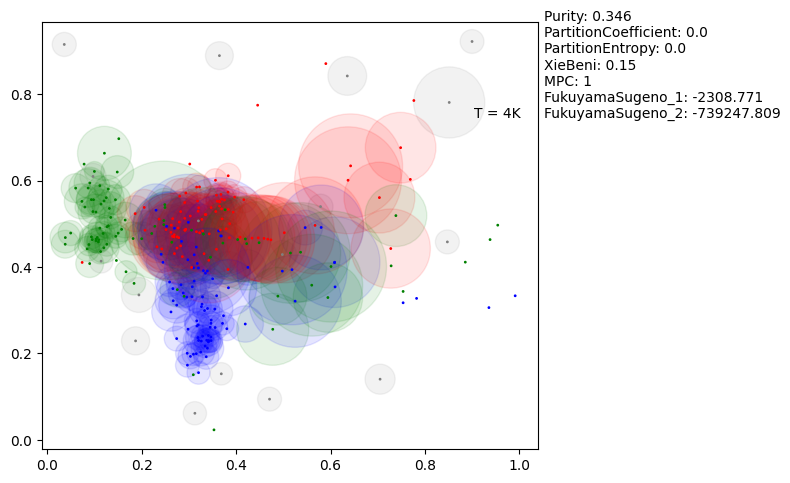 Purity: 0.346
PartitionCoefficient: 0.0
PartitionEntropy: 0.0
XieBeni: 0.15
MPC: 1
FukuyamaSugeno_1: -2308.771
FukuyamaSugeno_2: -739247.809
T = 4K
0.8
0.6
0.4
0.2
0.0
0.0 0.2 0.4 0.6 0.8 1.0